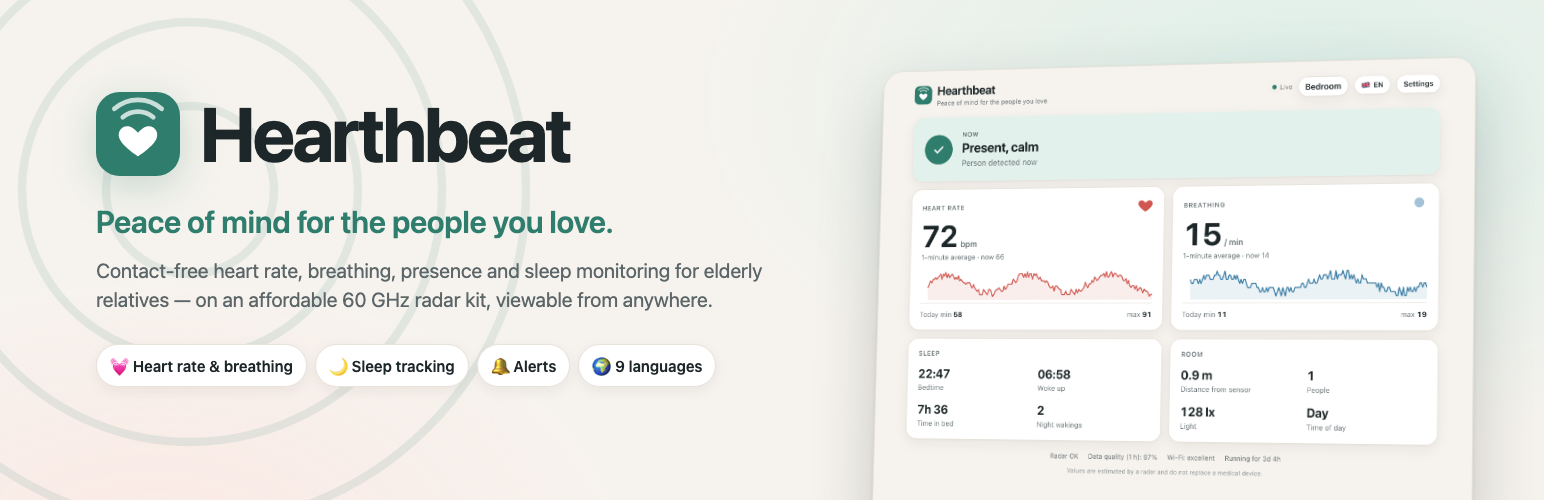 Hearthbeat
Peace of mind for the people you love.
Contact-free heart rate, breathing, presence and sleep monitoring for elderly
relatives — on an affordable 60 GHz radar kit, viewable from anywhere.
Heart rate & breathing
Sleep tracking
Alerts
9 languages
Hearthbeat
Peace of mind for the people you love
Live
Bedroom
EN
Settings
NOW
Present, calm
Person detected now
HEART RATE
72 bpm
1-minute average · now 66
Today min 58
max 91
BREATHING
15 / min
1-minute average · now 14
Today min 11
max 19
SLEEP
22:47
06:58
Bedtime
Woke up
7h 36
2
Time in bed
Night wakings
ROOM
0.9 m
1
Distance from sensor
People
128 lx
Day
Light
Time of day
Radar OK
Data quality (1 h): 97%
Wi-Fi: excellent
Running for 3d 4h
Values are estimated by a radar and do not replace a medical device.